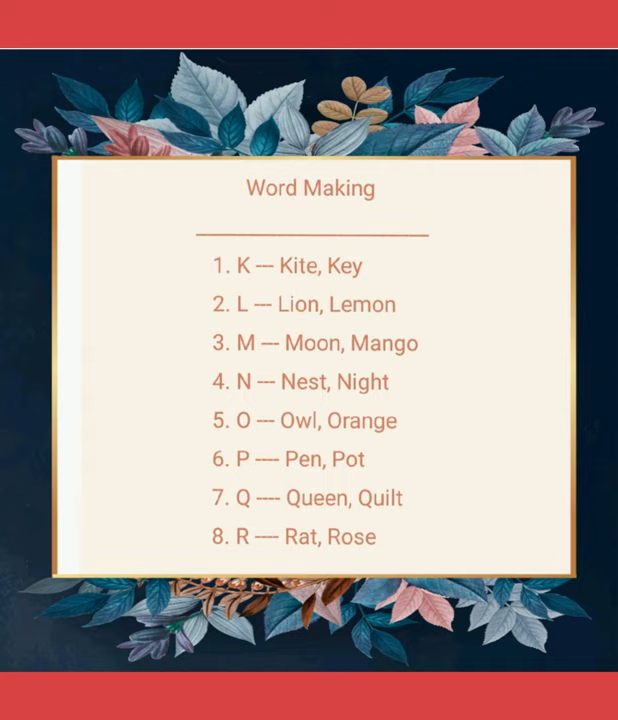 Word Making
1. K --- Kite, Key
2. L --- Lion, Lemon
3. M --- Moon, Mango
4. N --- Nest, Night
5. O --- Owl, Orange
6. P ---- Pen, Pot
7. Q ---- Queen, Quilt
8. R ---- Rat, Rose